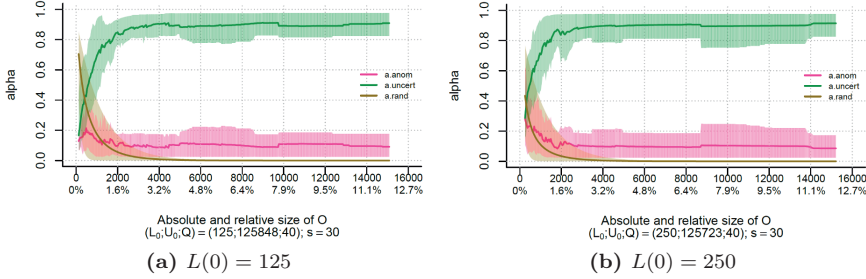 1.0
0.8
0.6
0.4
0.2
0.0
alpha
a.anom
a.uncert
a.rand
0 2000 4000 6000 8000 10000 12000 14000 16000
0% 1.6% 3.2% 4.8% 6.4% 7.9% 9.5% 11.1% 12.7%
Absolute and relative size of O
(L₀;U₀;Q) = (125;125848;40); s = 30
(a) L(0) = 125
1.0
0.8
0.6
0.4
0.2
0.0
alpha
a.anom
a.uncert
a.rand
0 2000 4000 6000 8000 10000 12000 14000 16000
0% 1.6% 3.2% 4.8% 6.4% 7.9% 9.5% 11.1% 12.7%
Absolute and relative size of O
(L₀;U₀;Q) = (250;125723;40); s = 30
(b) L(0) = 250